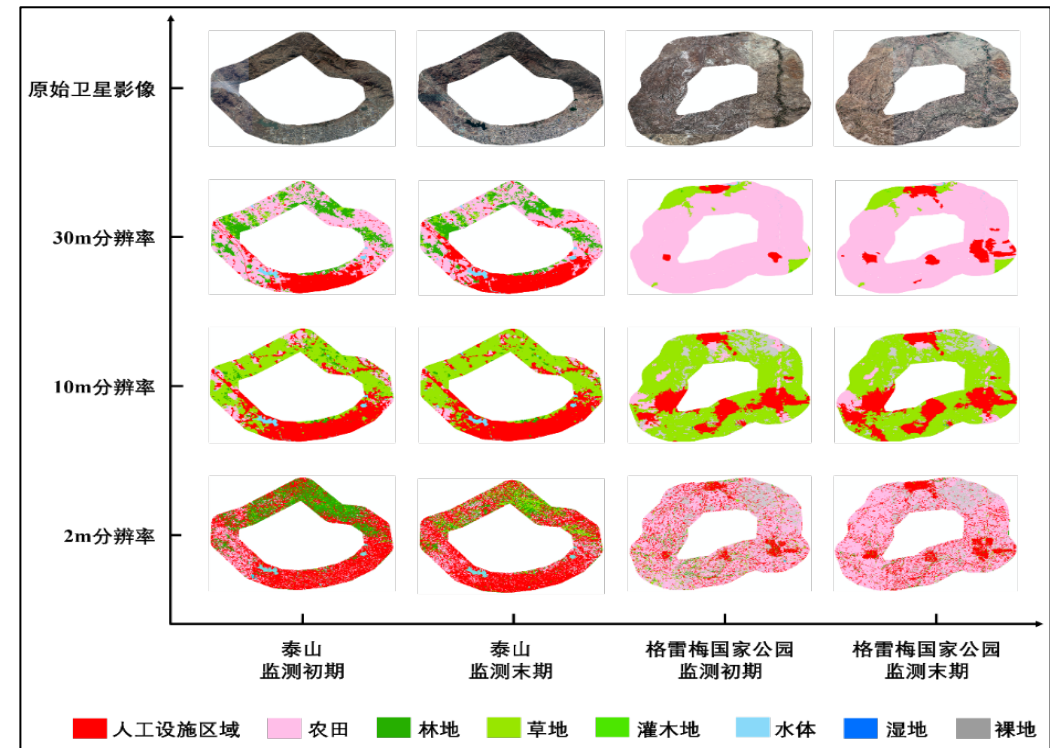 原始卫星影像
30m分辨率
10m分辨率
2m分辨率
泰山
监测初期
泰山
监测末期
格雷梅国家公园
监测初期
格雷梅国家公园
监测末期
人工设施区域
农田
林地
草地
灌木地
水体
湿地
裸地